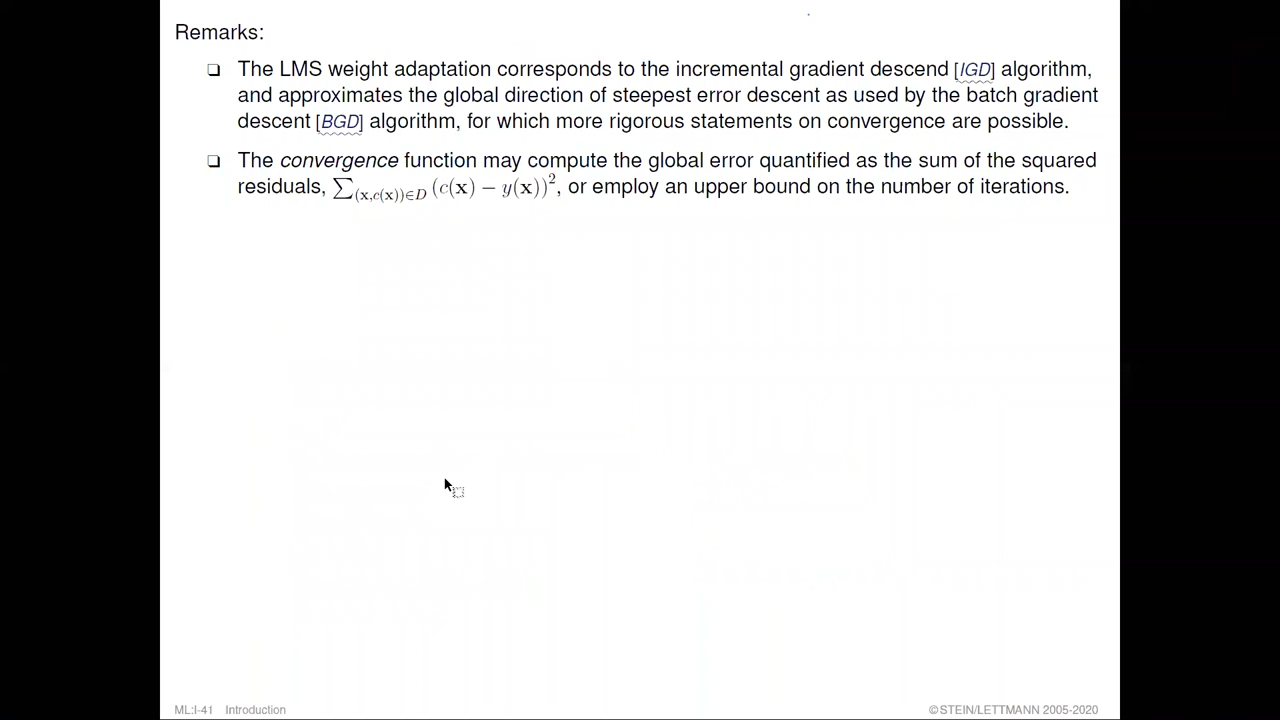 Remarks:
❏ The LMS weight adaptation corresponds to the incremental gradient descend [IGD] algorithm,
and approximates the global direction of steepest error descent as used by the batch gradient
descent [BGD] algorithm, for which more rigorous statements on convergence are possible.
❏ The convergence function may compute the global error quantified as the sum of the squared
residuals, ∑(x,c(x))∈D (c(x) − y(x))², or employ an upper bound on the number of iterations.
ML:I-41 Introduction
©STEIN/LETTMANN 2005-2020